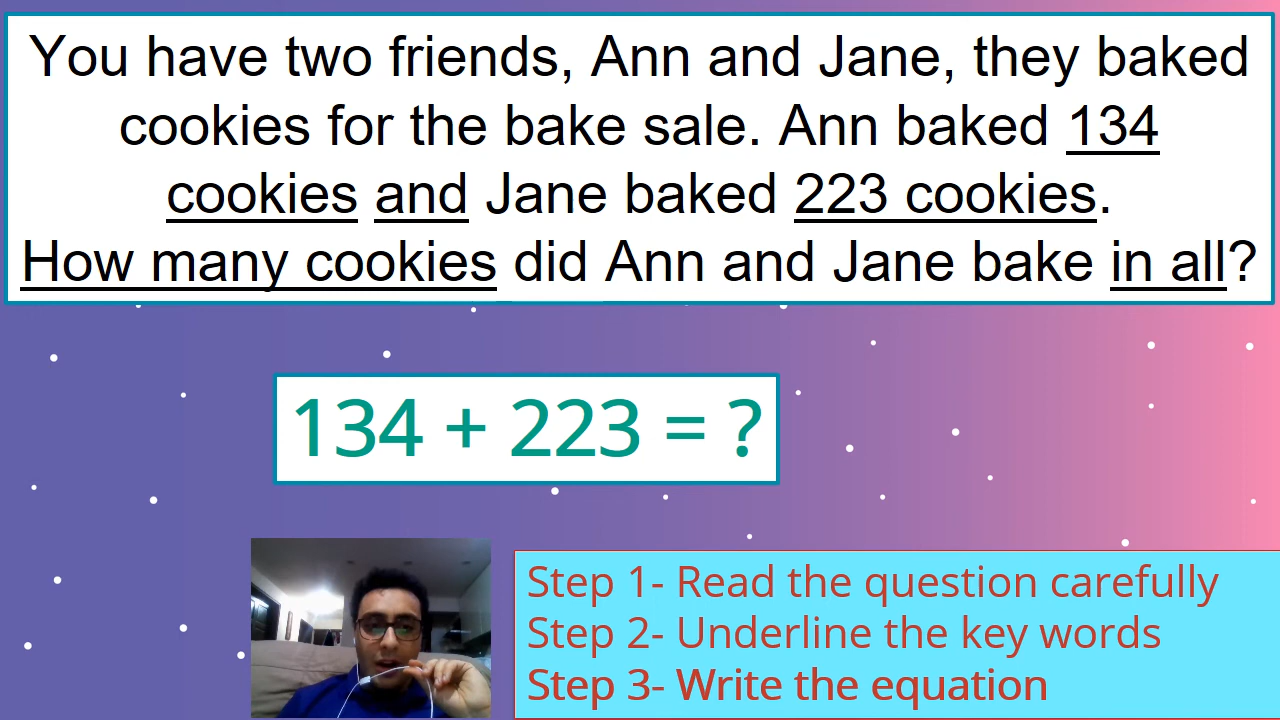 You have two friends, Ann and Jane, they baked
cookies for the bake sale. Ann baked 134
cookies and Jane baked 223 cookies.
How many cookies did Ann and Jane bake in all?
134 + 223 = ?
Step 1- Read the question carefully
Step 2- Underline the key words
Step 3- Write the equation